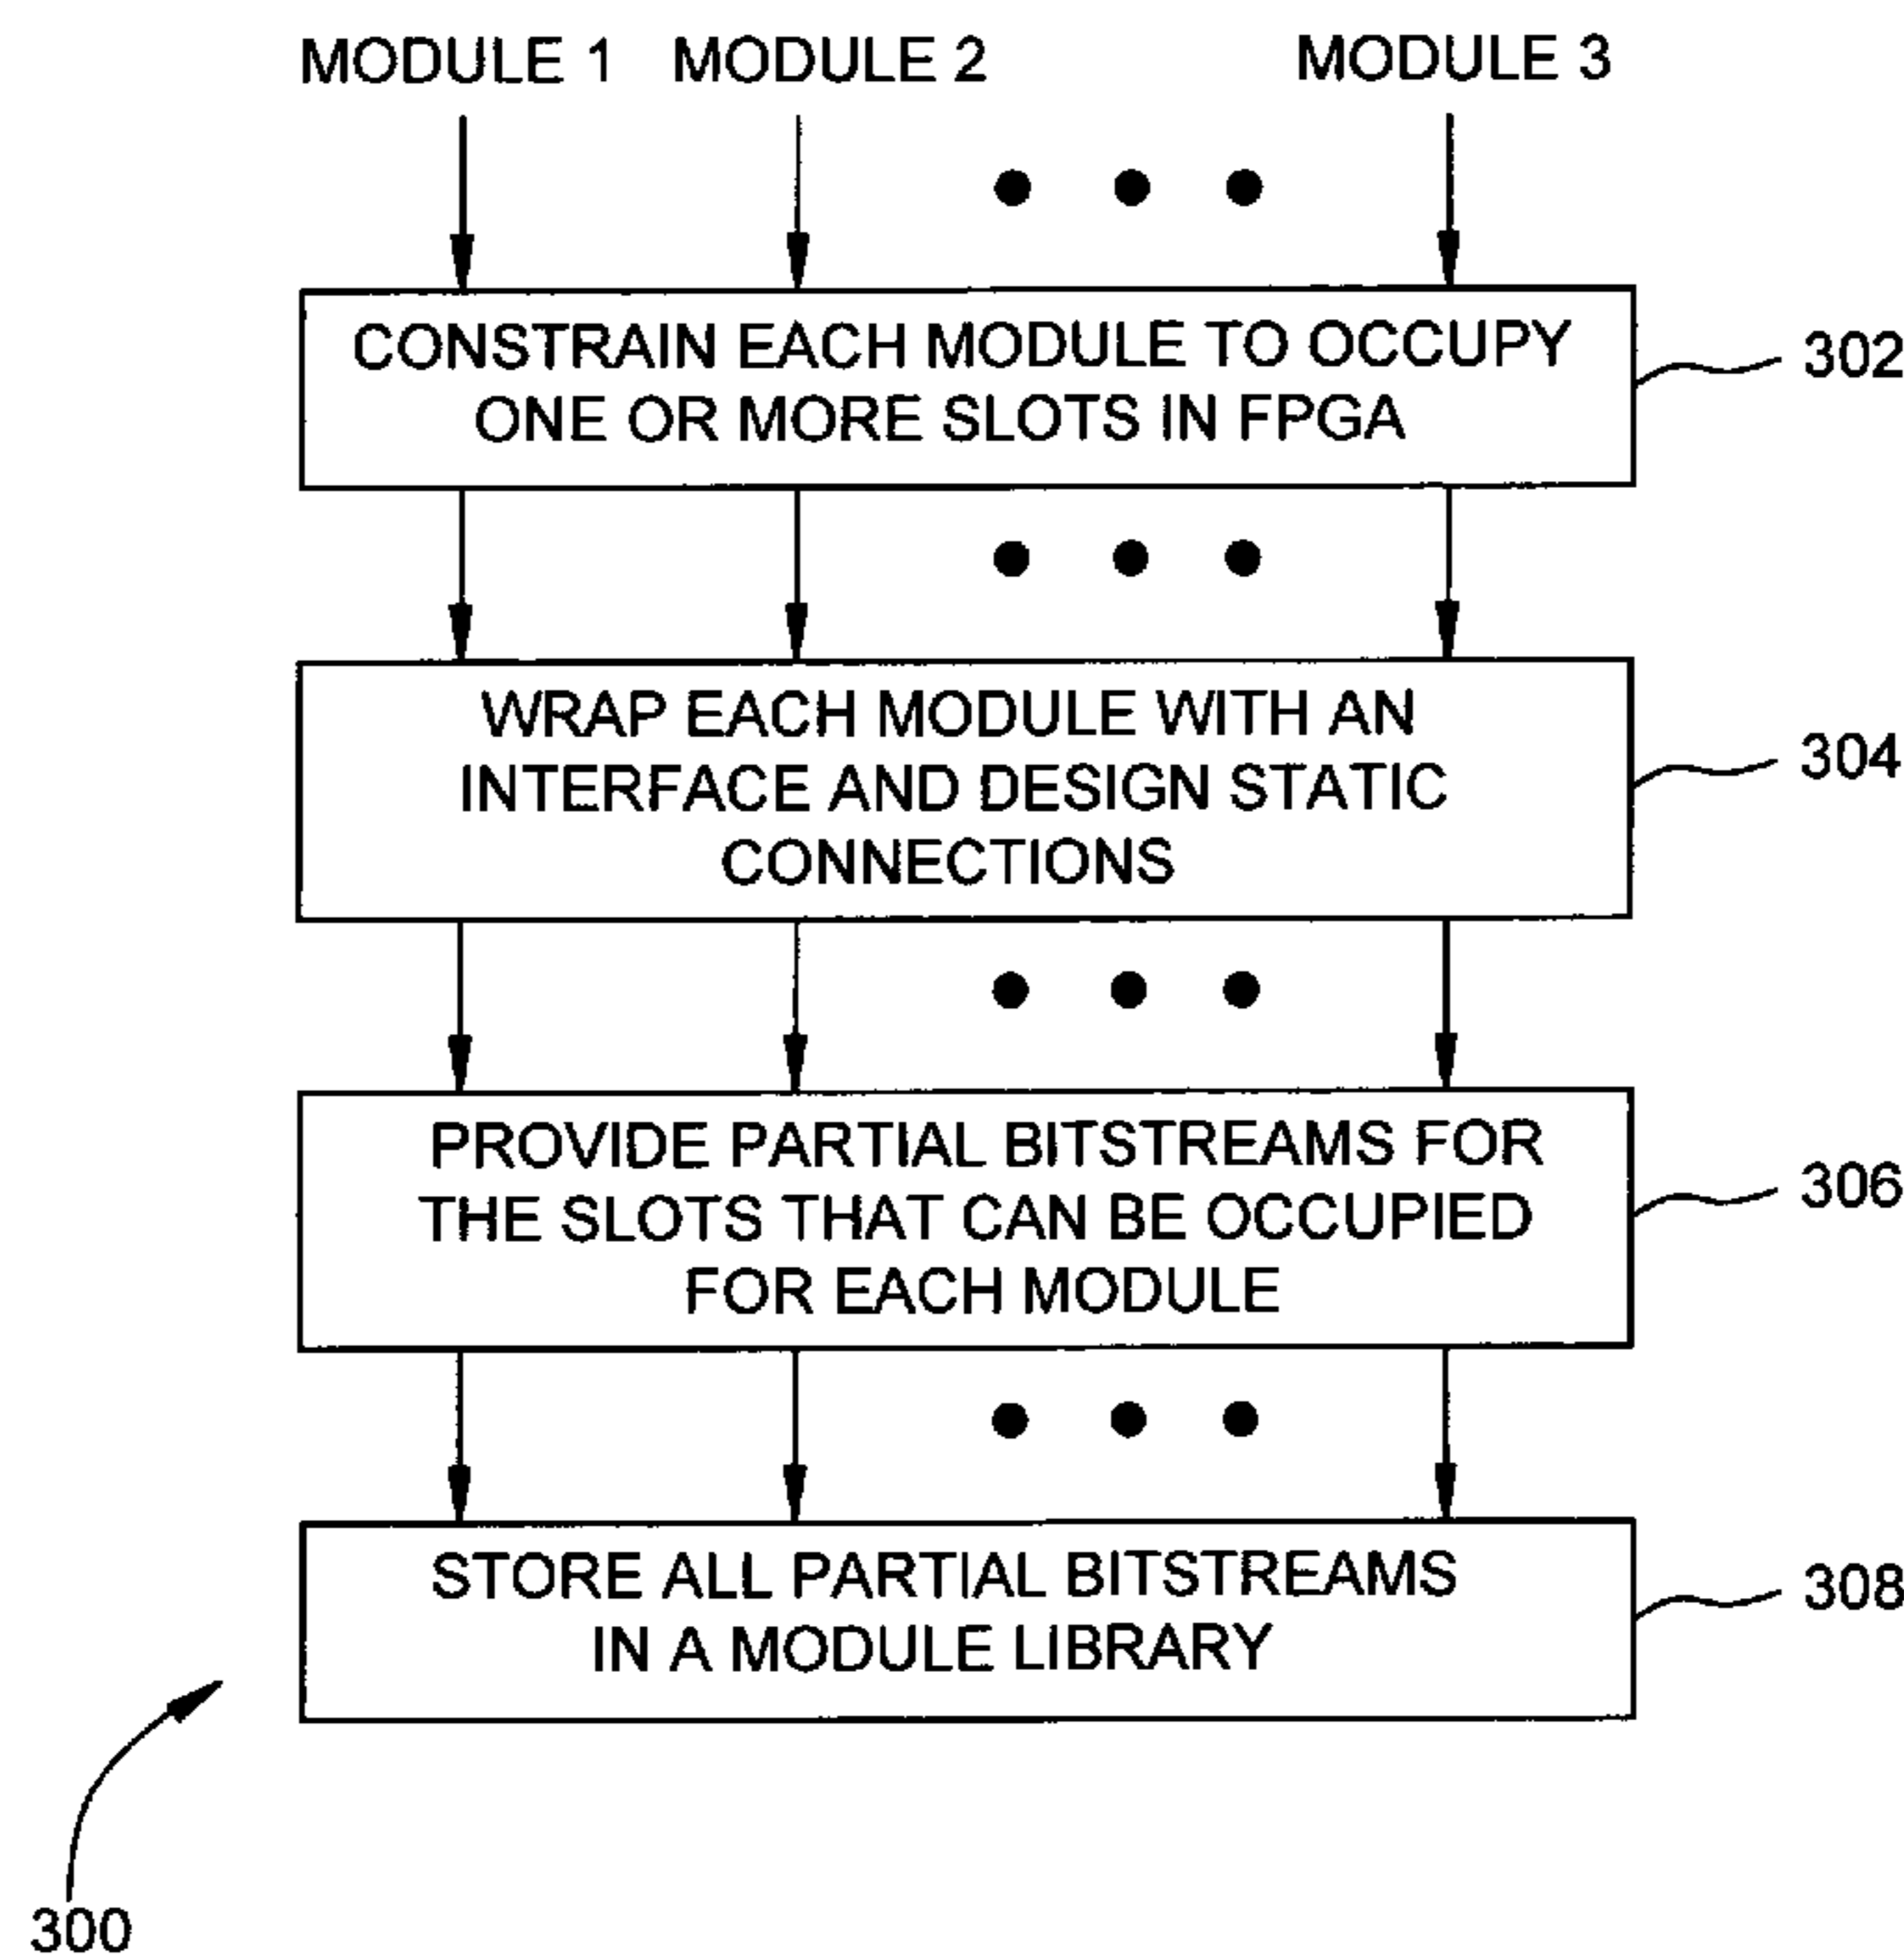 MODULE 1 MODULE 2 MODULE 3
CONSTRAIN EACH MODULE TO OCCUPY
ONE OR MORE SLOTS IN FPGA
302
WRAP EACH MODULE WITH AN
INTERFACE AND DESIGN STATIC
CONNECTIONS
304
PROVIDE PARTIAL BITSTREAMS FOR
THE SLOTS THAT CAN BE OCCUPIED
FOR EACH MODULE
306
STORE ALL PARTIAL BITSTREAMS
IN A MODULE LIBRARY
308
300